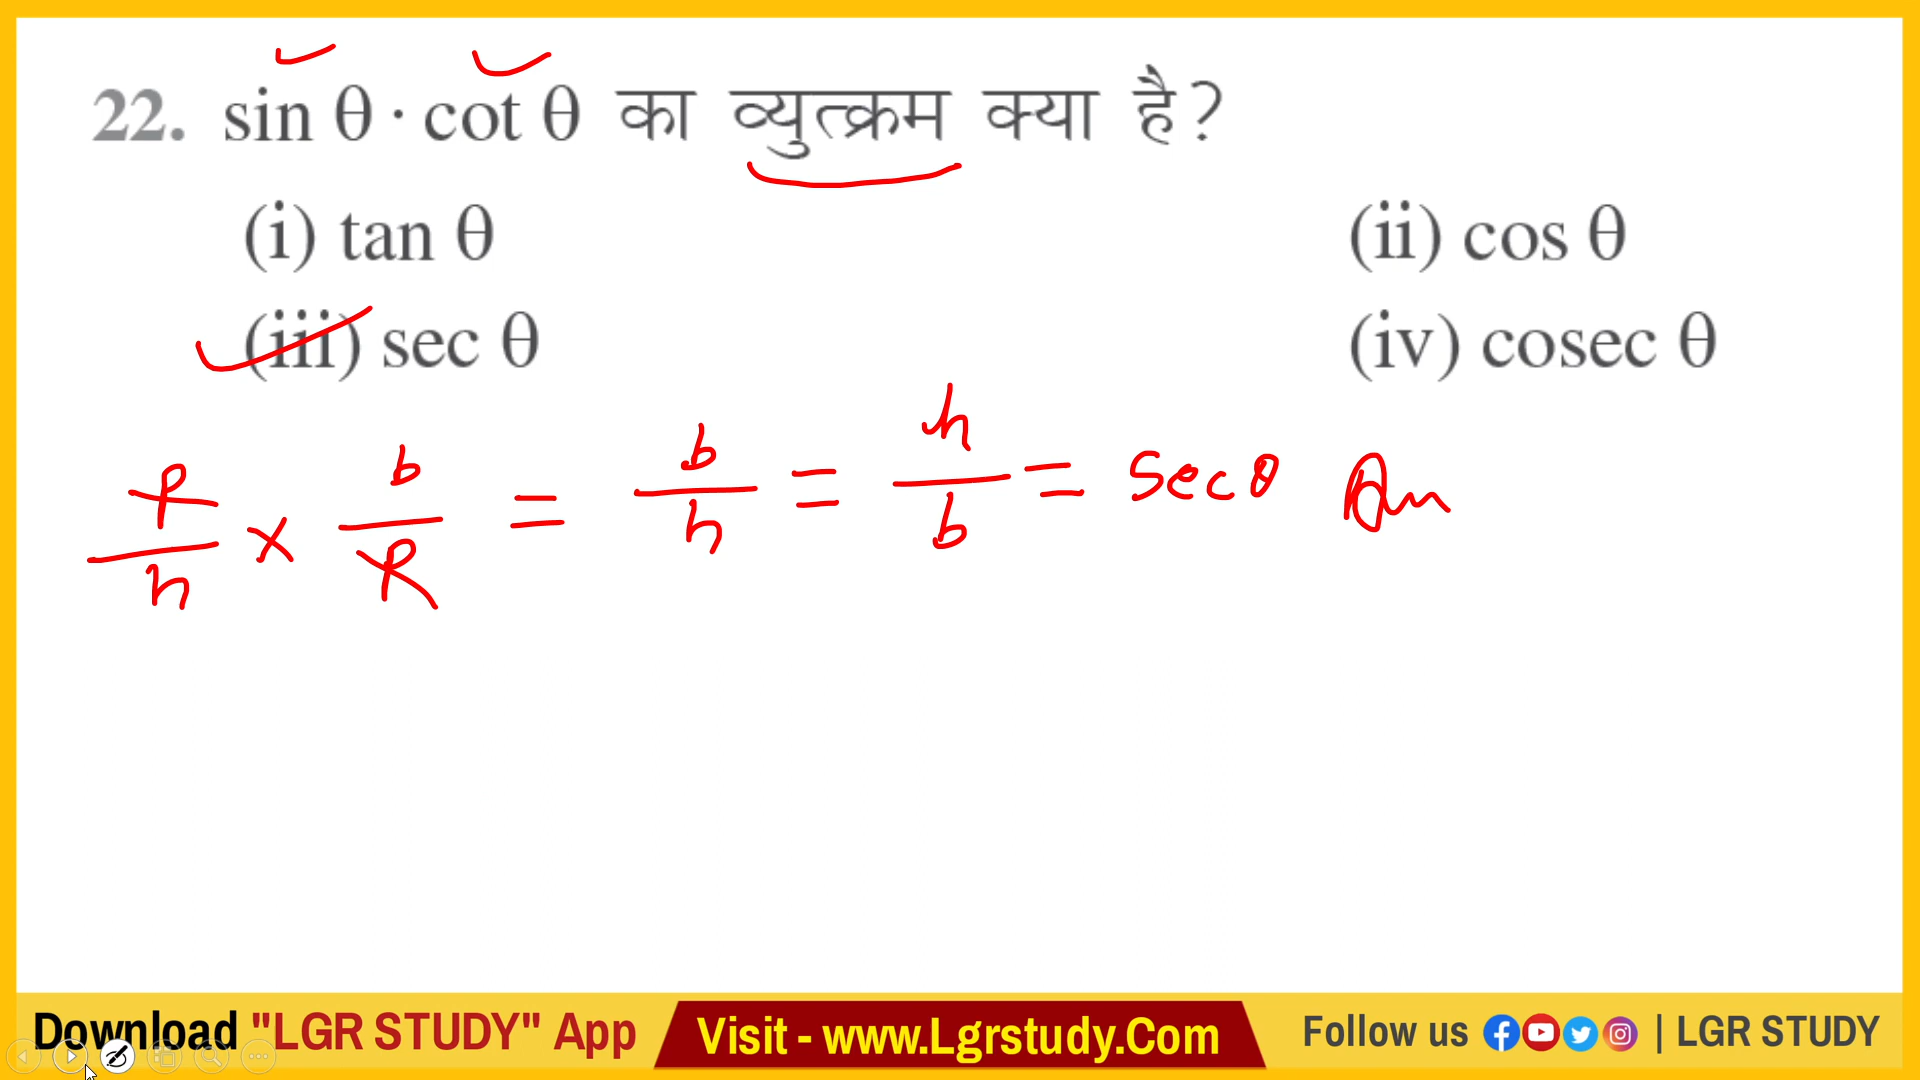 22. sin θ · cot θ का व्युत्क्रम क्या है?
(i) tan θ (ii) cos θ
(iii) sec θ (iv) cosec θ
p/h × b/p = b/h = h/b = sec θ An
Download "LGR STUDY" App Visit - www.Lgrstudy.Com Follow us | LGR STUDY